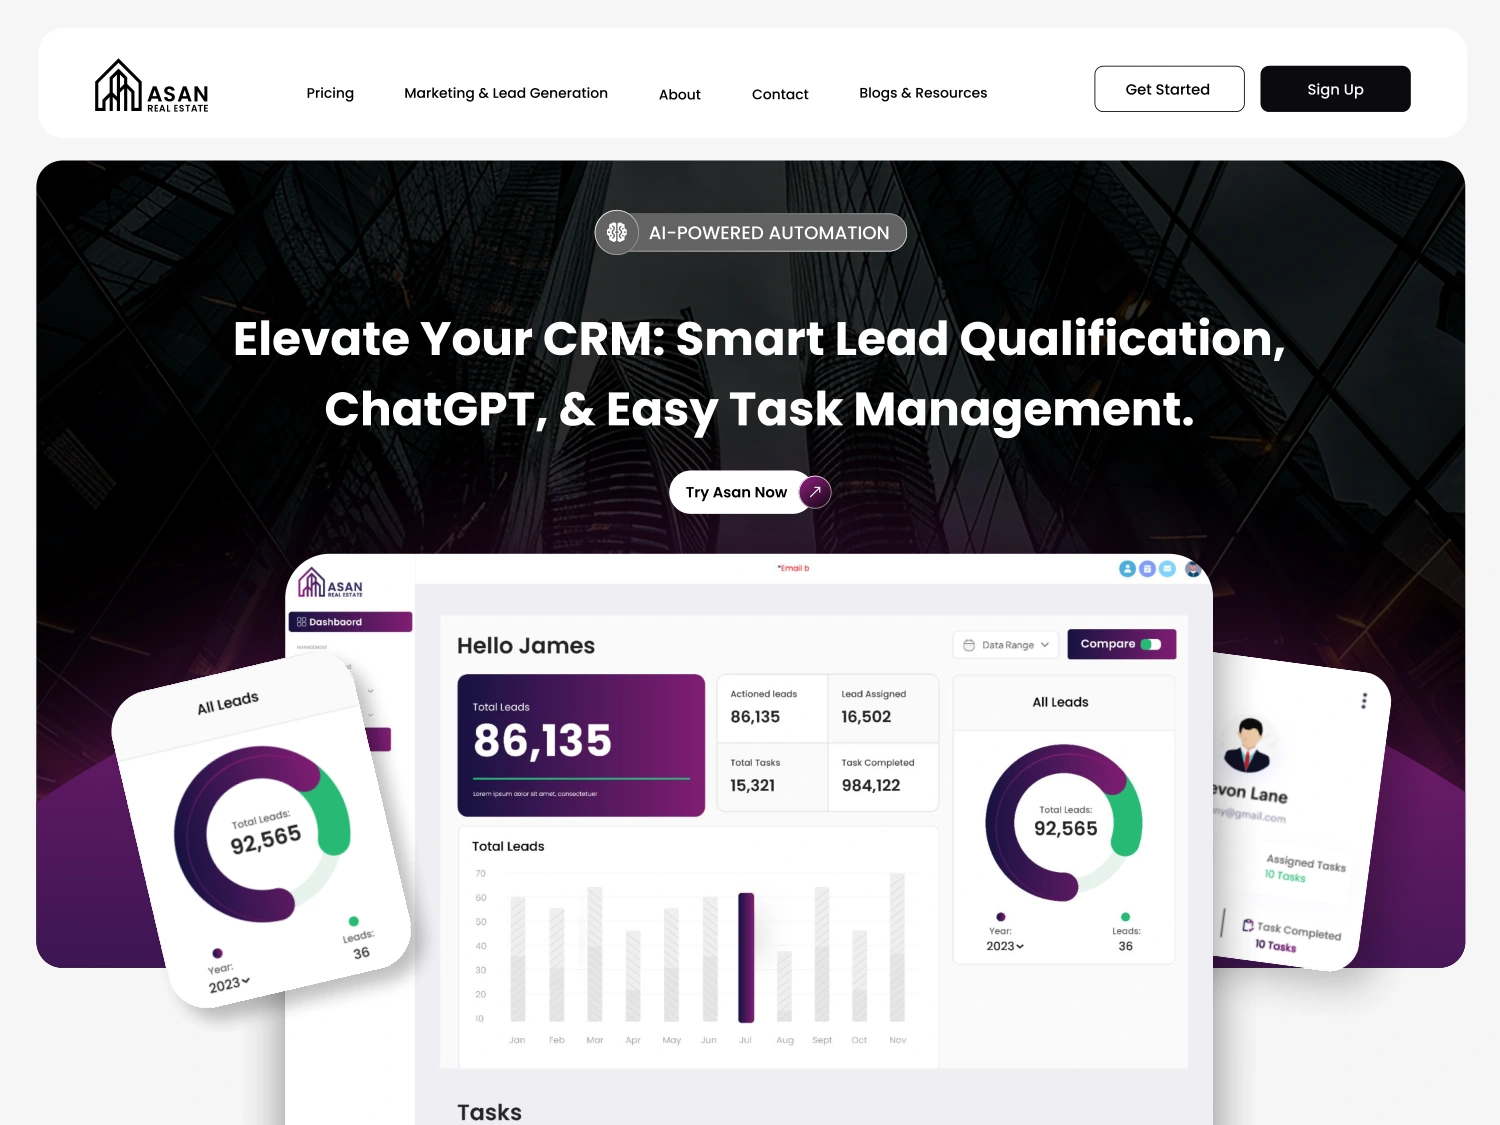 ASAN
REAL ESTATE
Pricing
Marketing & Lead Generation
About
Contact
Blogs & Resources
Get Started
Sign Up
AI-POWERED AUTOMATION
Elevate Your CRM: Smart Lead Qualification,
ChatGPT, & Easy Task Management.
Try Asan Now
ASAN
REAL ESTATE
*Email b
Dashbaord
MANAGEMENT
Hello James
Data Range
Compare
Total Leads
86,135
Lorem ipsum dolor sit amet, consectetuer
Actioned leads
86,135
Lead Assigned
16,502
Total Tasks
15,321
Task Completed
984,122
All Leads
Total Leads:
92,565
Year:
2023
Leads:
36
Total Leads
70
60
50
40
30
20
10
Jan Feb Mar Apr May Jun Jul Aug Sept Oct Nov
Tasks
All Leads
Total Leads:
92,565
Year:
2023
Leads:
36
evon Lane
ny@gmail.com
Assigned Tasks
10 Tasks
Task Completed
10 Tasks